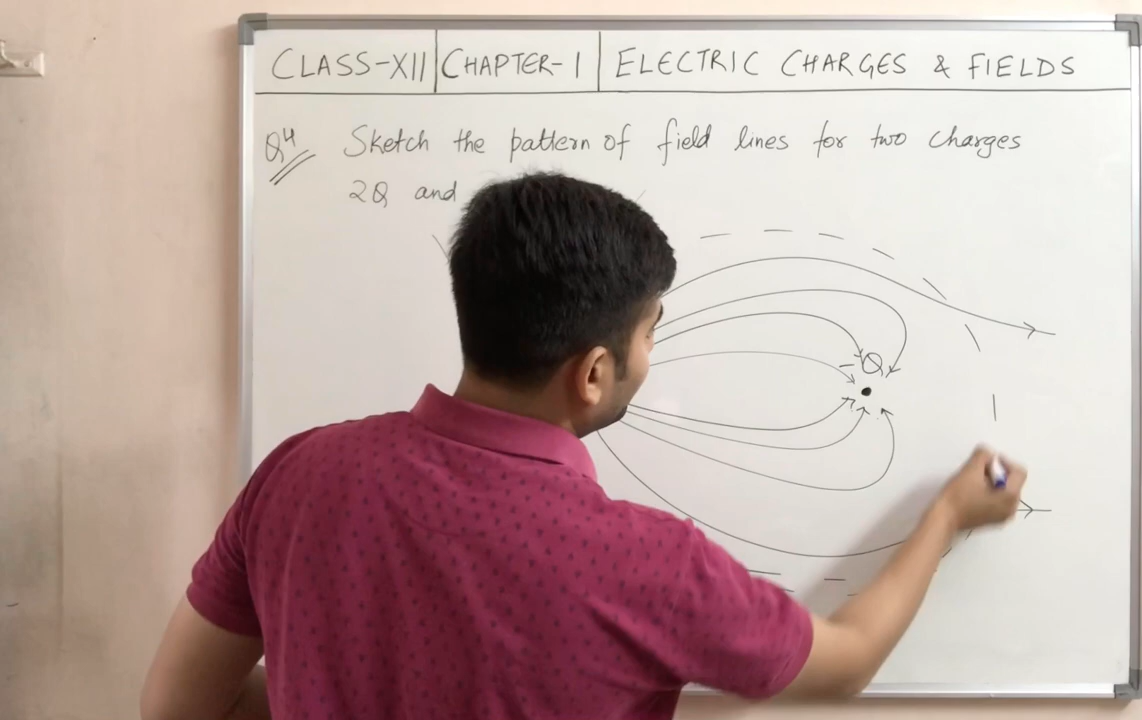 CLASS-XII CHAPTER-1 ELECTRIC CHARGES & FIELDS
Q4 Sketch the pattern of field lines for two charges
2Q and
-Q